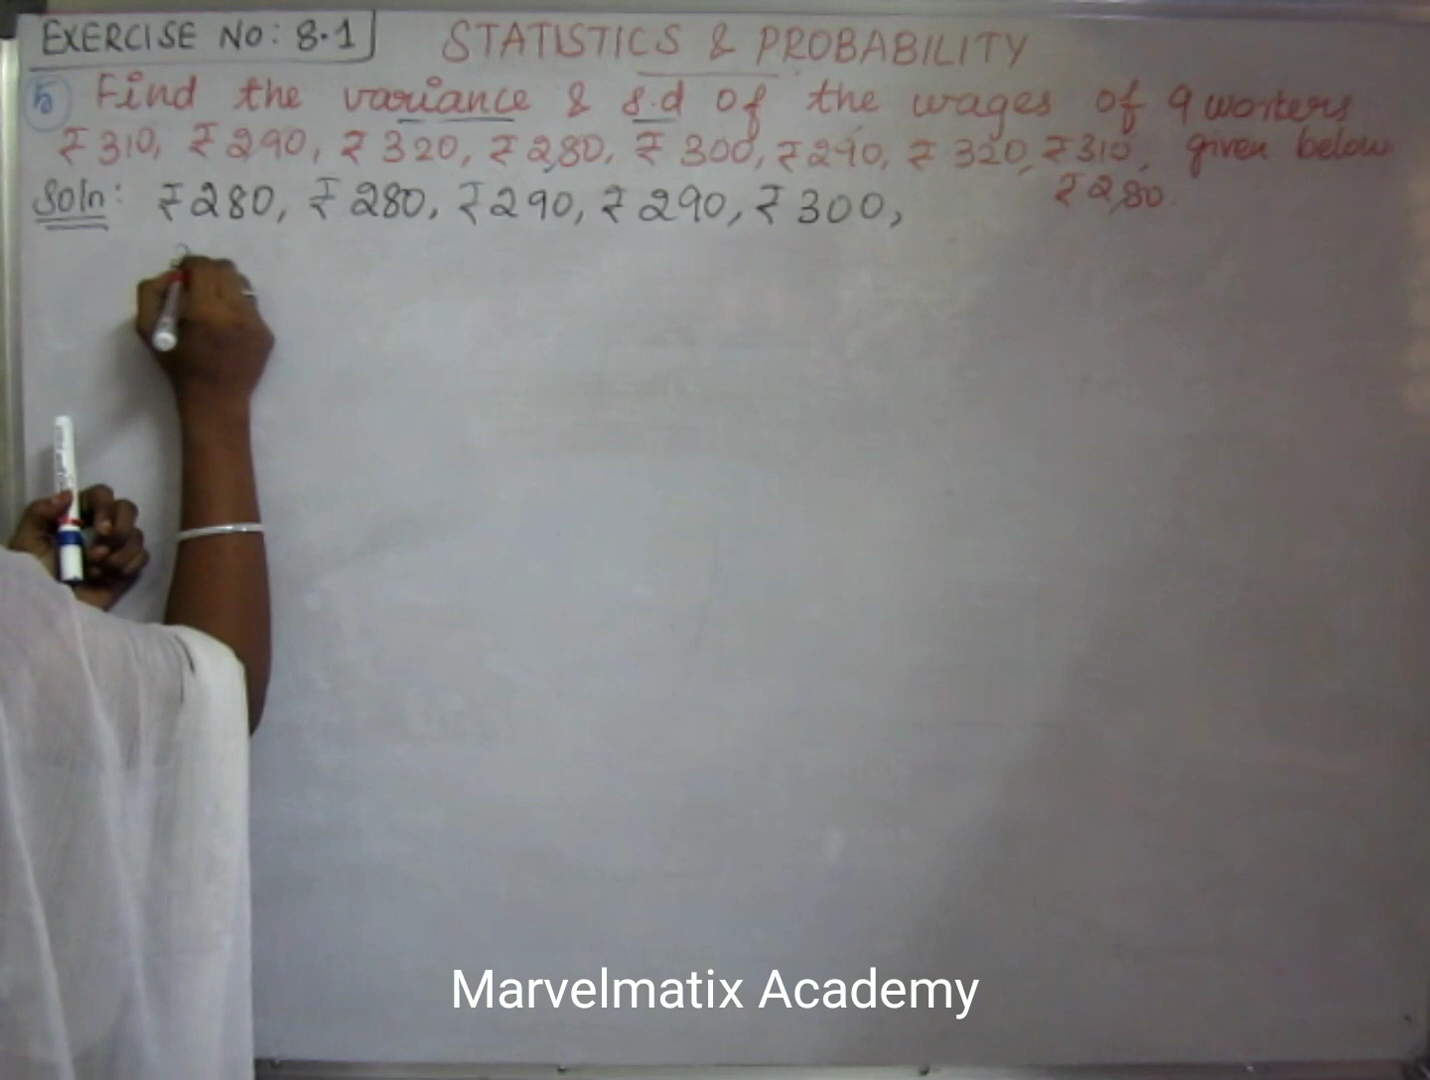 EXERCISE NO: 8.1
STATISTICS & PROBABILITY
5 Find the variance & s.d of the wages of 9 workers
₹310, ₹290, ₹320, ₹280, ₹300, ₹290, ₹320, ₹310, given below
₹280.
Soln: ₹280, ₹280, ₹290, ₹290, ₹300,
Marvelmatix Academy